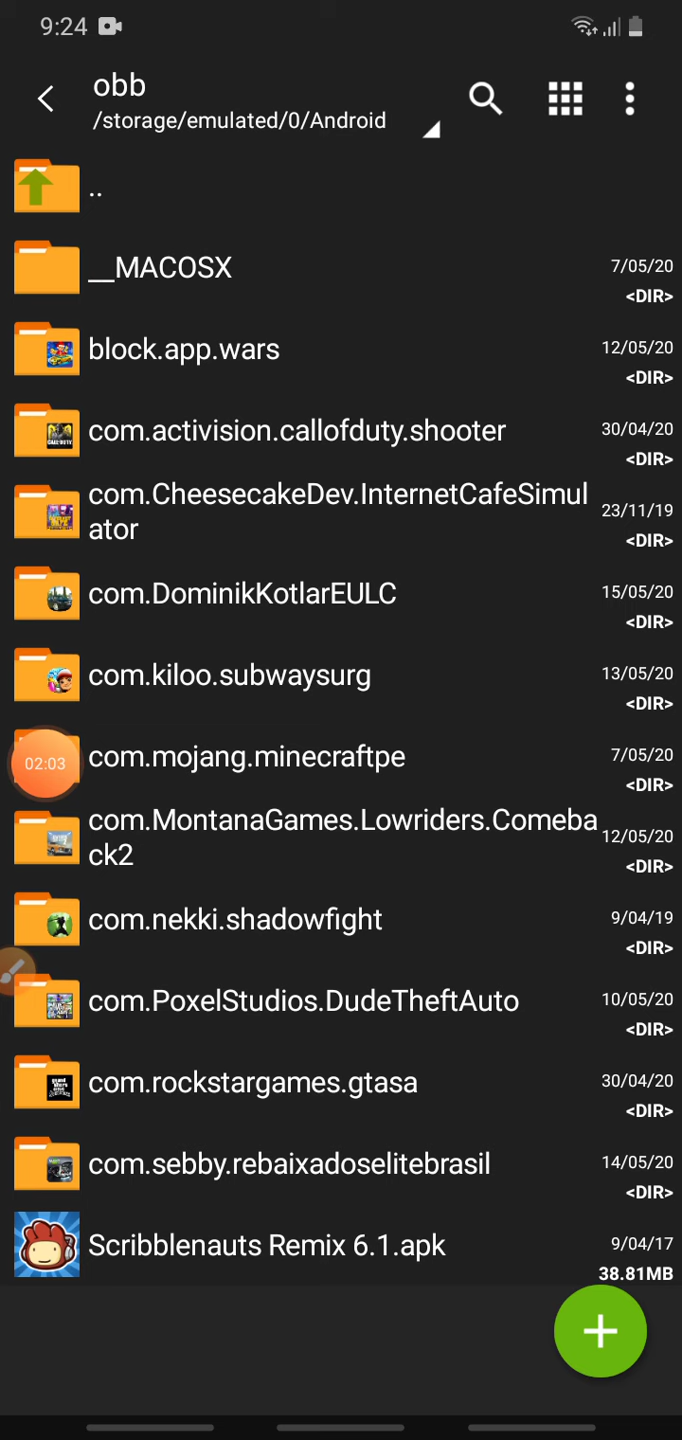 9:24
obb
/storage/emulated/0/Android
..
__MACOSX
7/05/20
<DIR>
block.app.wars
12/05/20
<DIR>
com.activision.callofduty.shooter
30/04/20
<DIR>
com.CheesecakeDev.InternetCafeSimul
ator
23/11/19
<DIR>
com.DominikKotlarEULC
15/05/20
<DIR>
com.kiloo.subwaysurg
13/05/20
<DIR>
02:03
com.mojang.minecraftpe
7/05/20
<DIR>
com.MontanaGames.Lowriders.Comeba
ck2
12/05/20
<DIR>
com.nekki.shadowfight
9/04/19
<DIR>
com.PoxelStudios.DudeTheftAuto
10/05/20
<DIR>
com.rockstargames.gtasa
30/04/20
<DIR>
com.sebby.rebaixadoselitebrasil
14/05/20
<DIR>
Scribblenauts Remix 6.1.apk
9/04/17
38.81MB